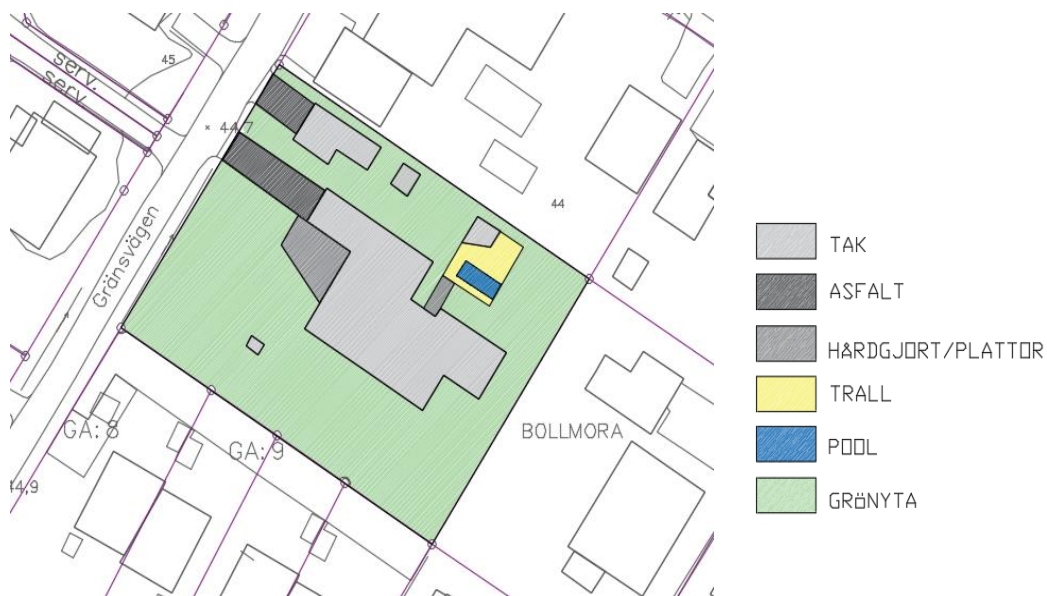 45
serv.
serv
44,7
44
Gränsvägen
BOLLMORA
GA: 8
GA: 9
44,9
TAK
ASFALT
HÅRDGJORT/PLATTOR
TRALL
POOL
GRÖNYTA